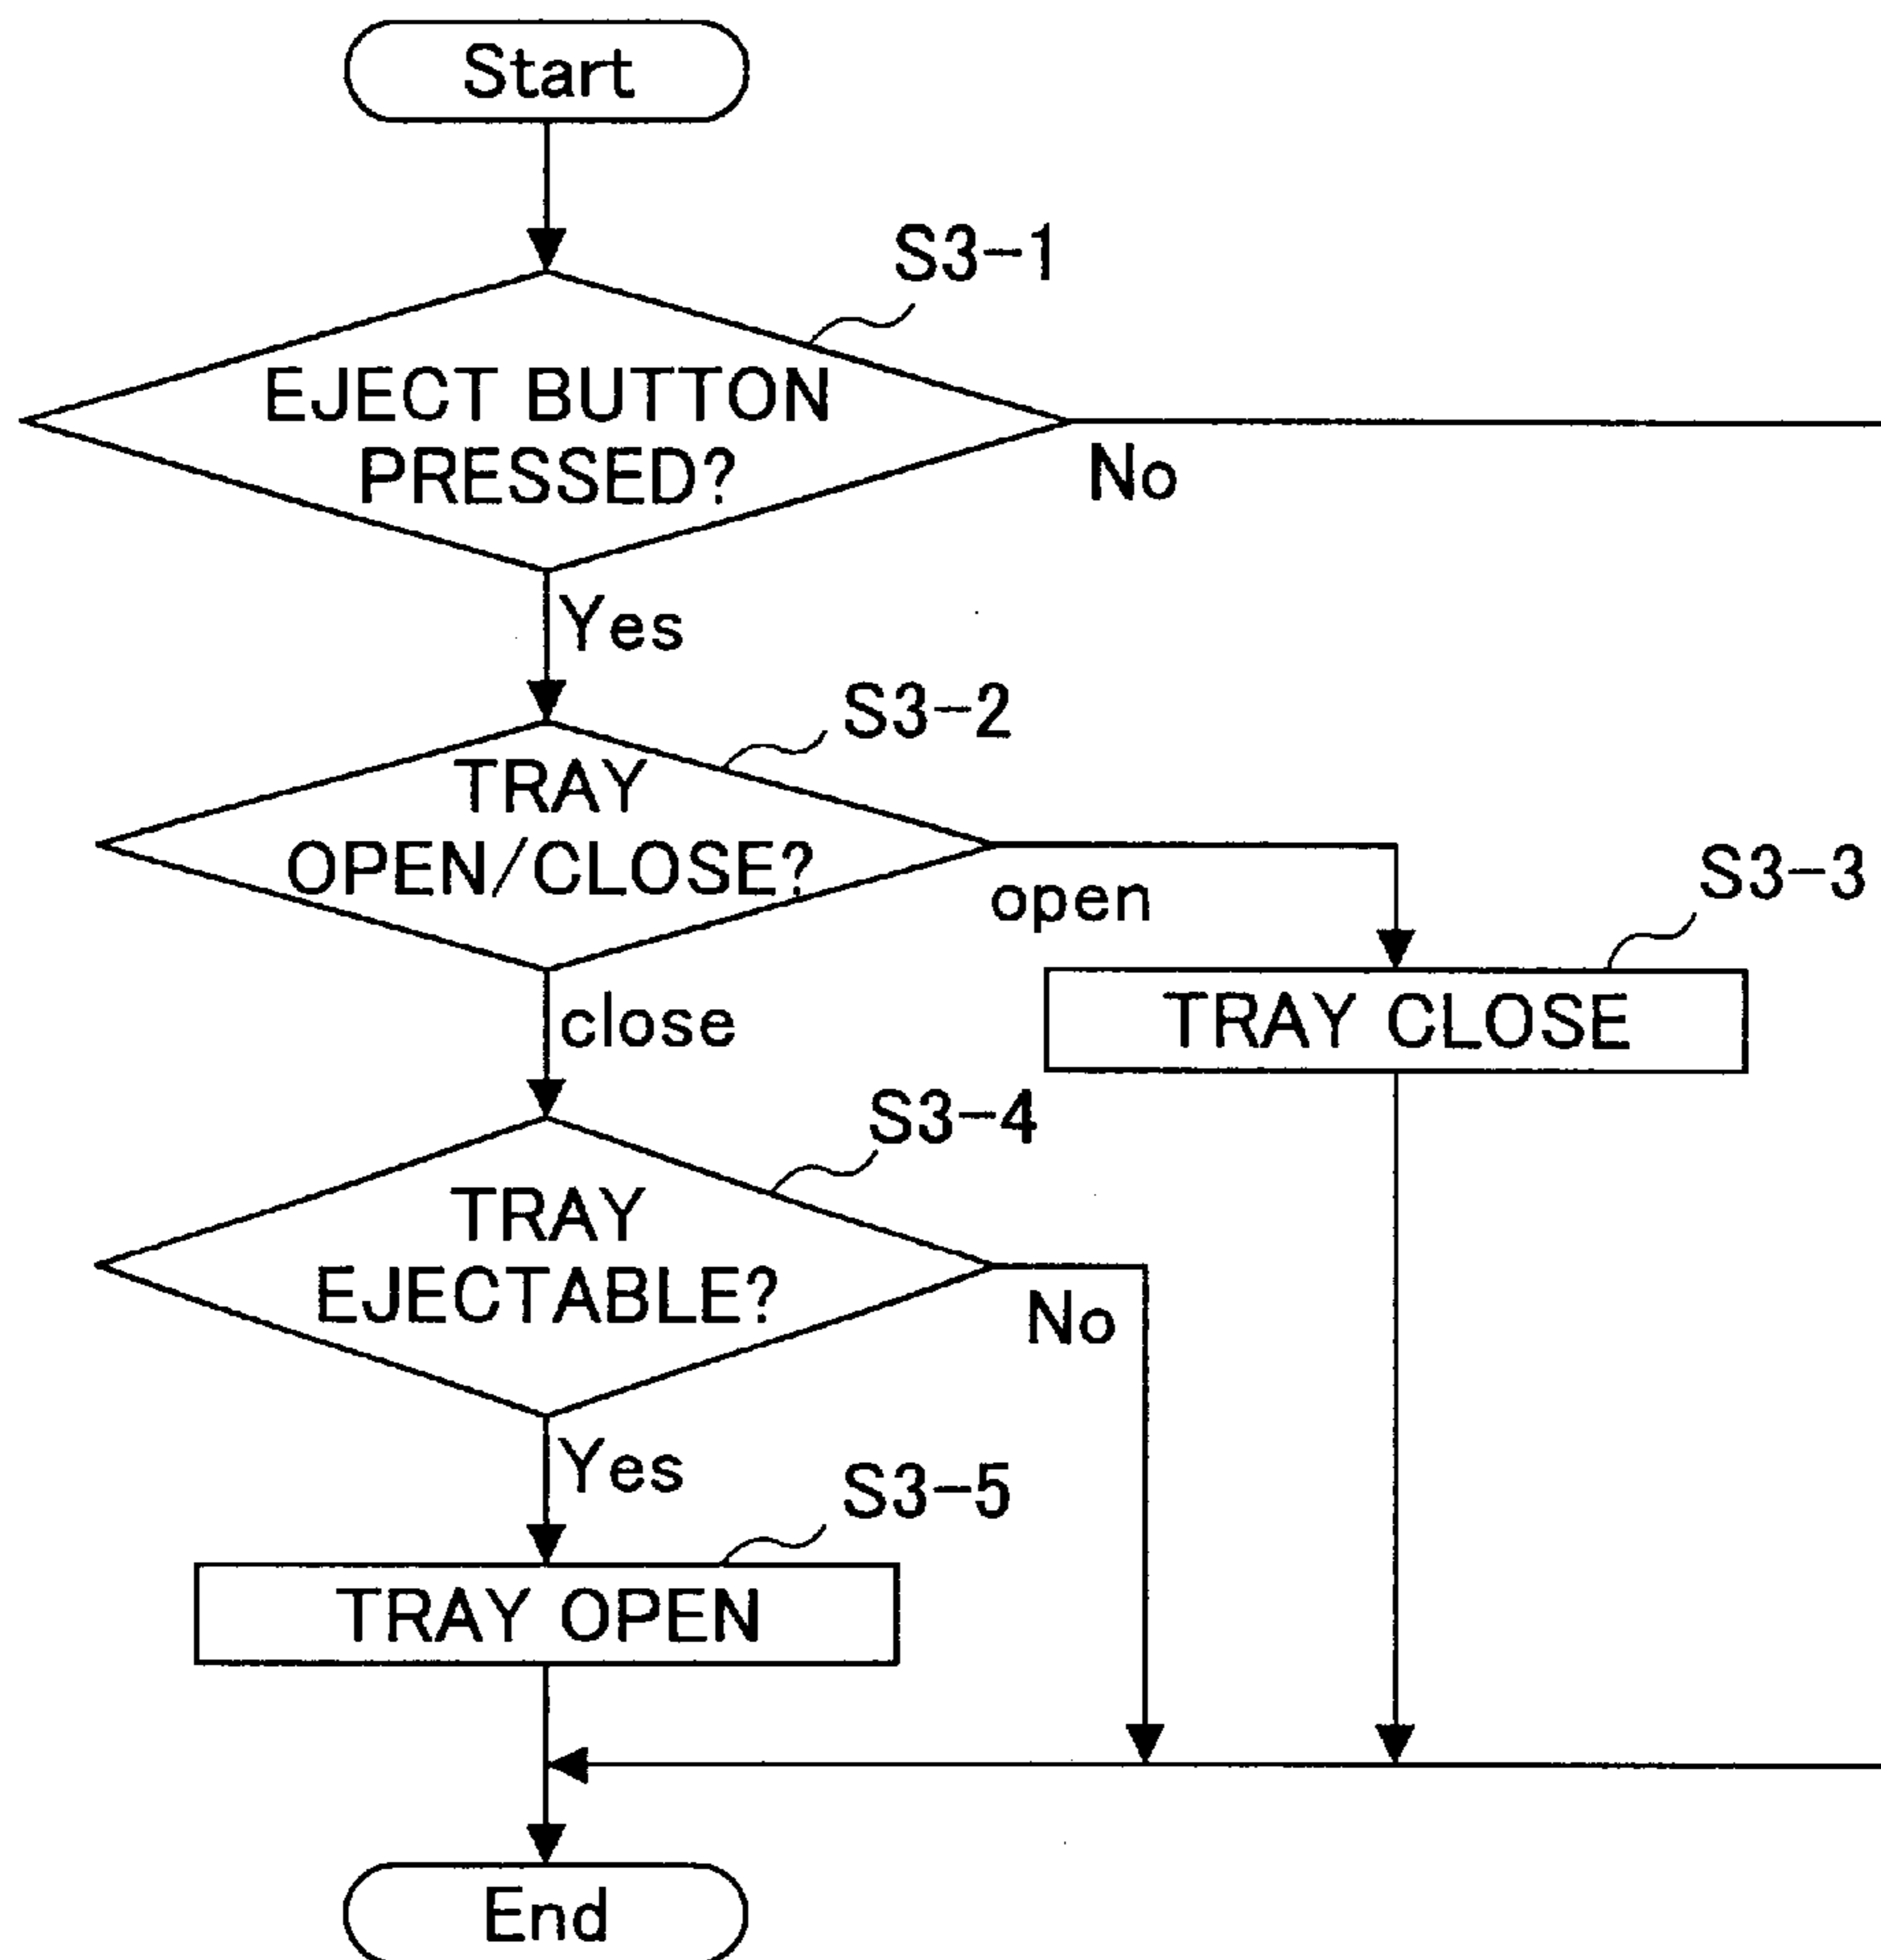 Start
S3-1
EJECT BUTTON
PRESSED?
No
Yes
S3-2
TRAY
OPEN/CLOSE?
open
S3-3
TRAY CLOSE
close
S3-4
TRAY
EJECTABLE?
No
Yes
S3-5
TRAY OPEN
End